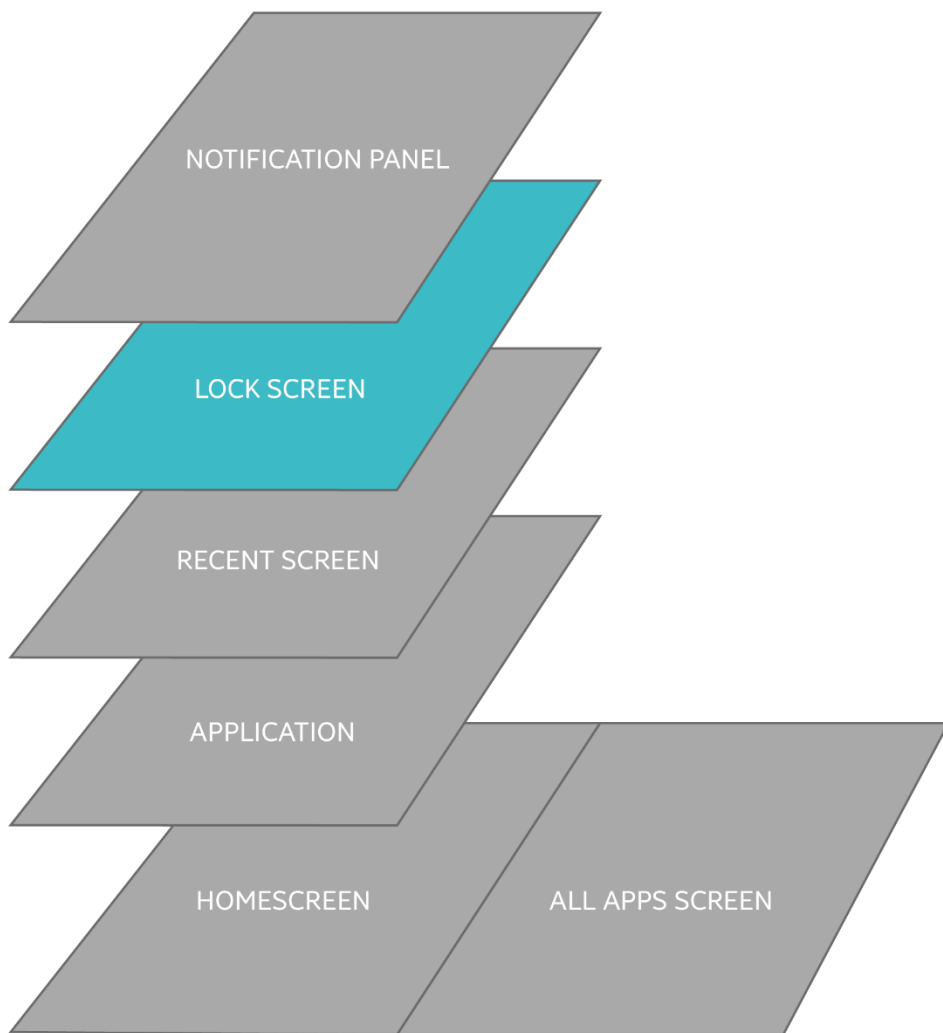 NOTIFICATION PANEL
LOCK SCREEN
RECENT SCREEN
APPLICATION
HOMESCREEN
ALL APPS SCREEN